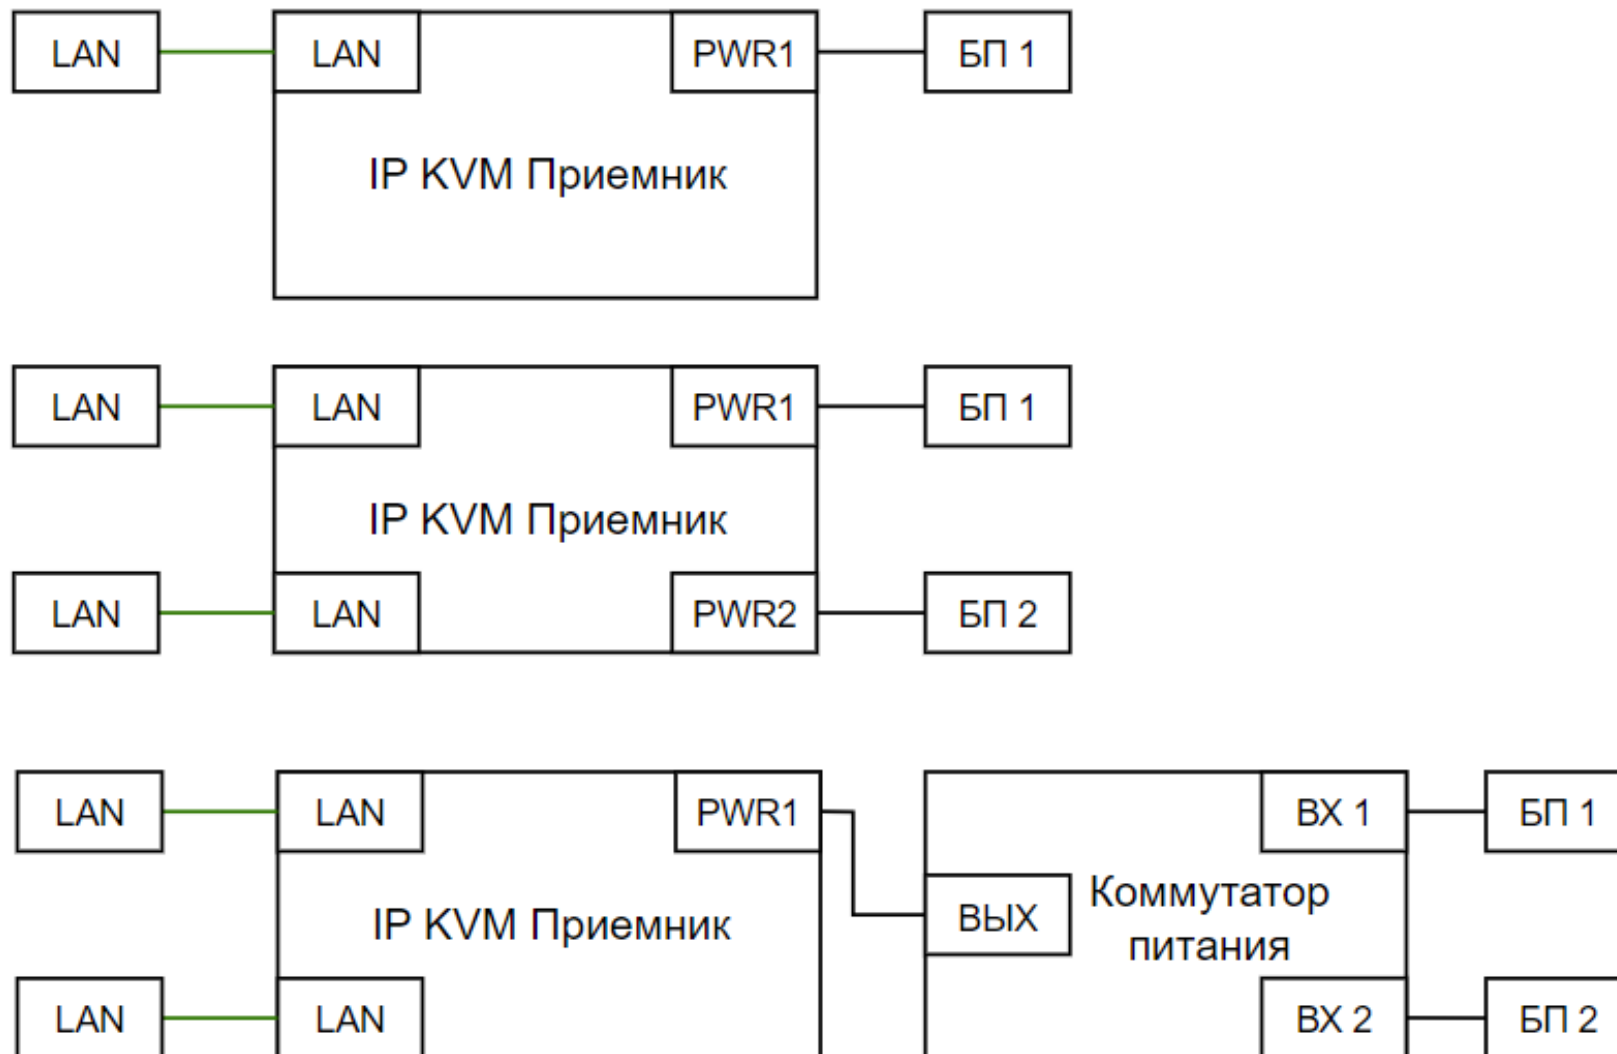 LAN
LAN
PWR1
БП 1
IP KVM Приемник
LAN
LAN
PWR1
БП 1
IP KVM Приемник
LAN
LAN
PWR2
БП 2
LAN
LAN
PWR1
ВХ 1
БП 1
IP KVM Приемник
ВЫХ
Коммутатор
питания
LAN
LAN
ВХ 2
БП 2